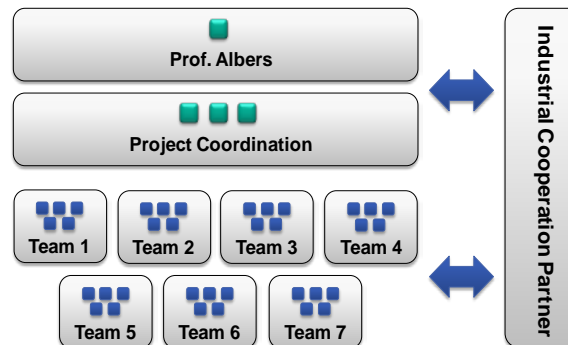 Prof. Albers
Project Coordination
Team 1
Team 2
Team 3
Team 4
Team 5
Team 6
Team 7
Industrial Cooperation Partner